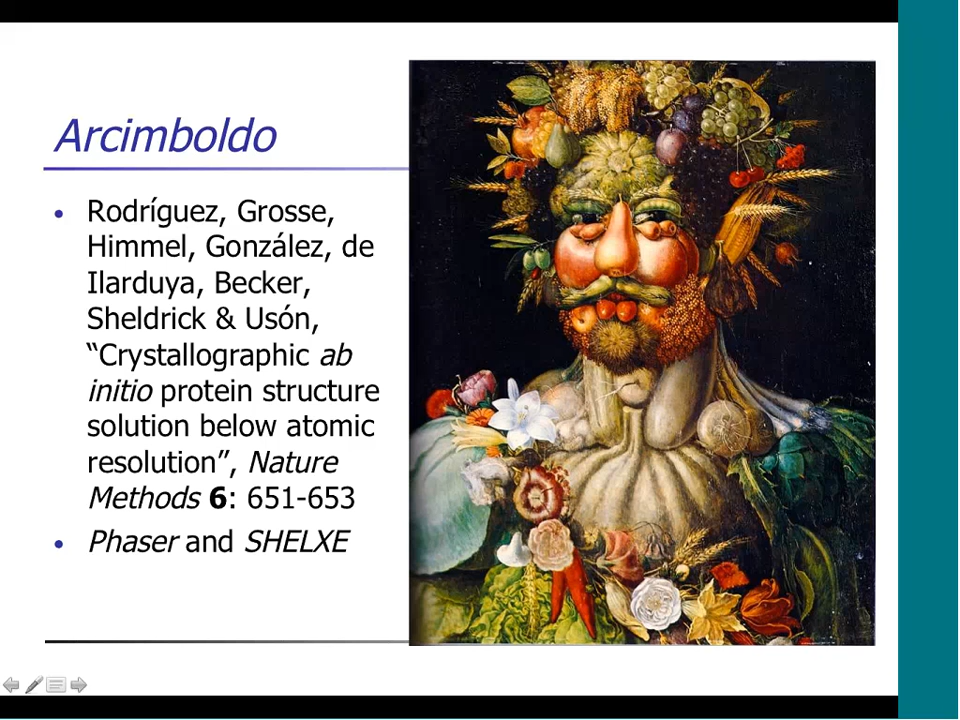 Arcimboldo
• Rodríguez, Grosse,
Himmel, González, de
Ilarduya, Becker,
Sheldrick & Usón,
“Crystallographic ab
initio protein structure
solution below atomic
resolution”, Nature
Methods 6: 651-653
• Phaser and SHELXE